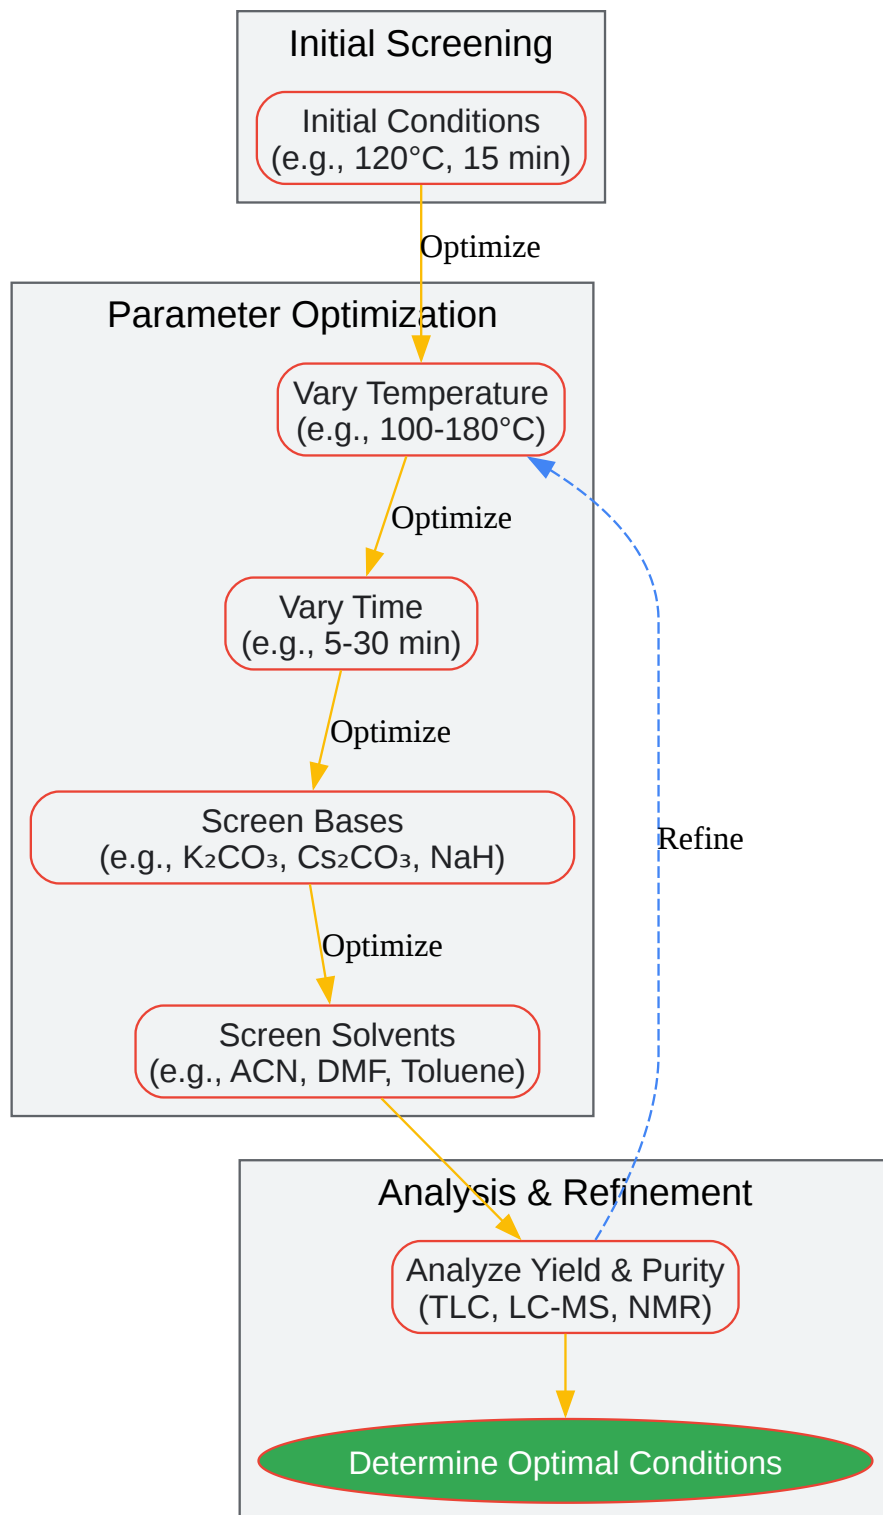 Initial Screening
Initial Conditions
(e.g., 120°C, 15 min)
Optimize
Parameter Optimization
Vary Temperature
(e.g., 100-180°C)
Optimize
Vary Time
(e.g., 5-30 min)
Optimize
Screen Bases
(e.g., K₂CO₃, Cs₂CO₃, NaH)
Refine
Optimize
Screen Solvents
(e.g., ACN, DMF, Toluene)
Analysis & Refinement
Analyze Yield & Purity
(TLC, LC-MS, NMR)
Determine Optimal Conditions